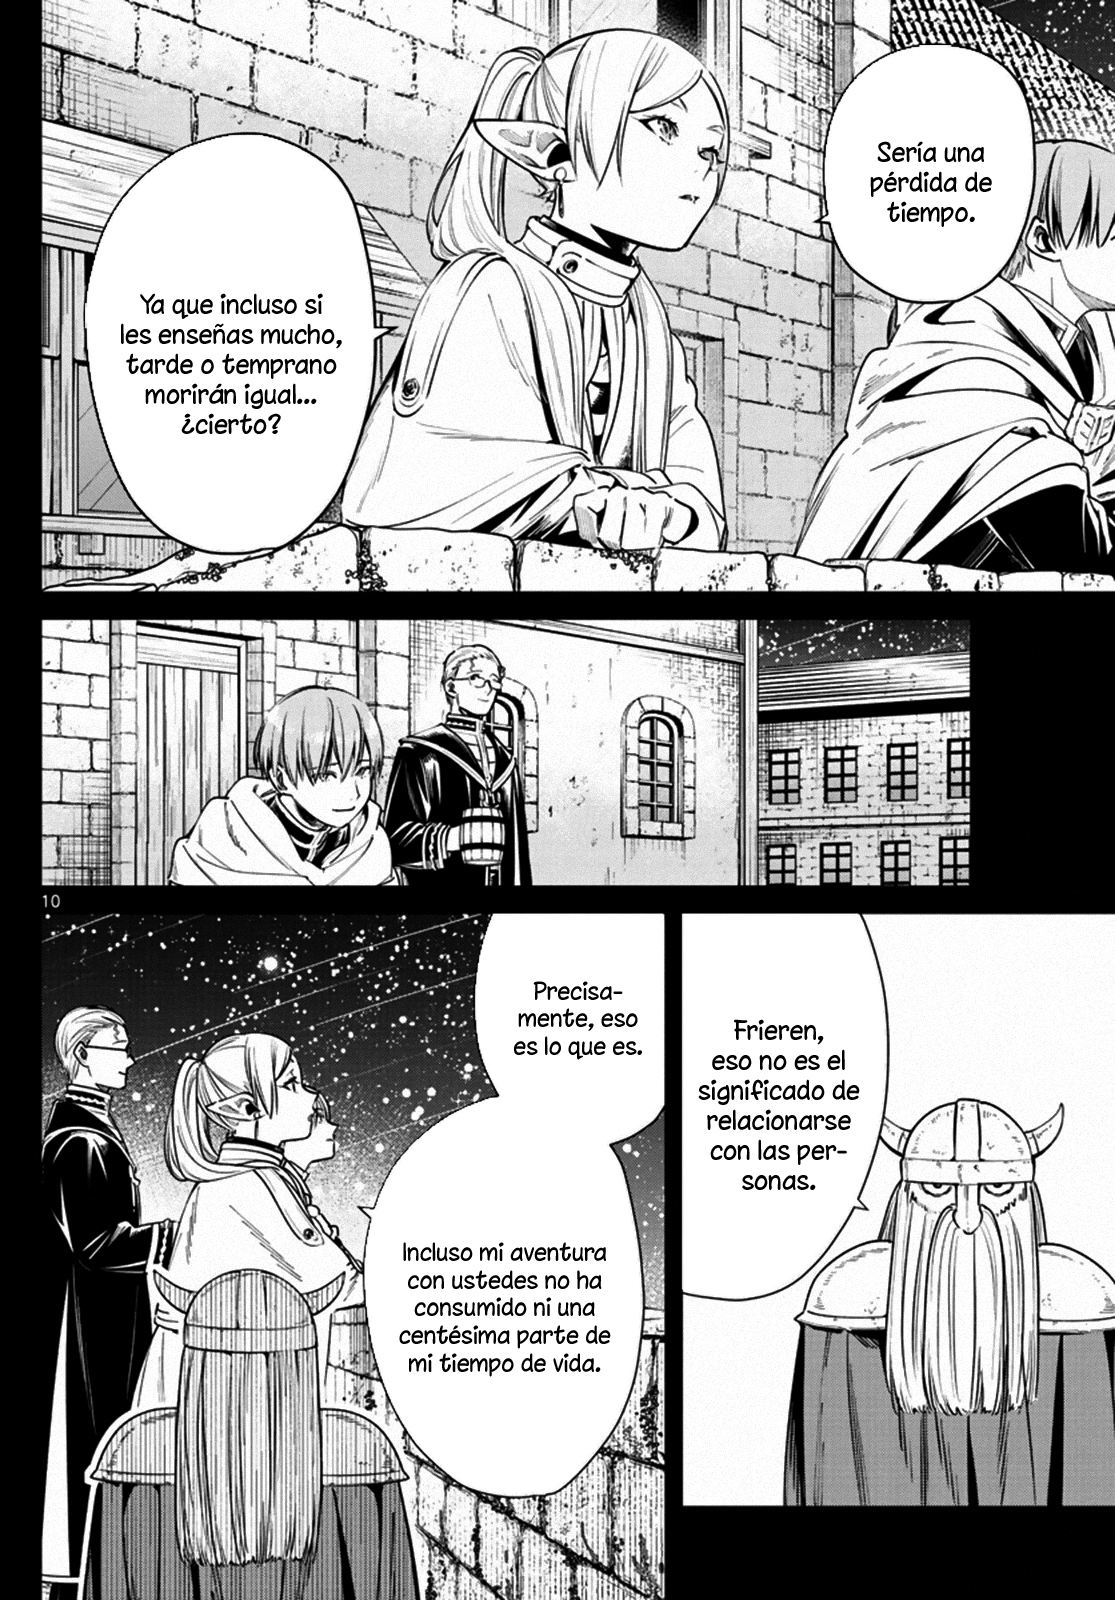 Sería una
pérdida de
tiempo.
Ya que incluso si
les enseñas mucho,
tarde o temprano
morirán igual...
¿cierto?
10
Frieren,
eso no es el
significado de
relacionarse
con las per-
sonas.
Precisa-
mente, eso
es lo que es.
Incluso mi aventura
con ustedes no ha
consumido ni una
centésima parte de
mi tiempo de vida.